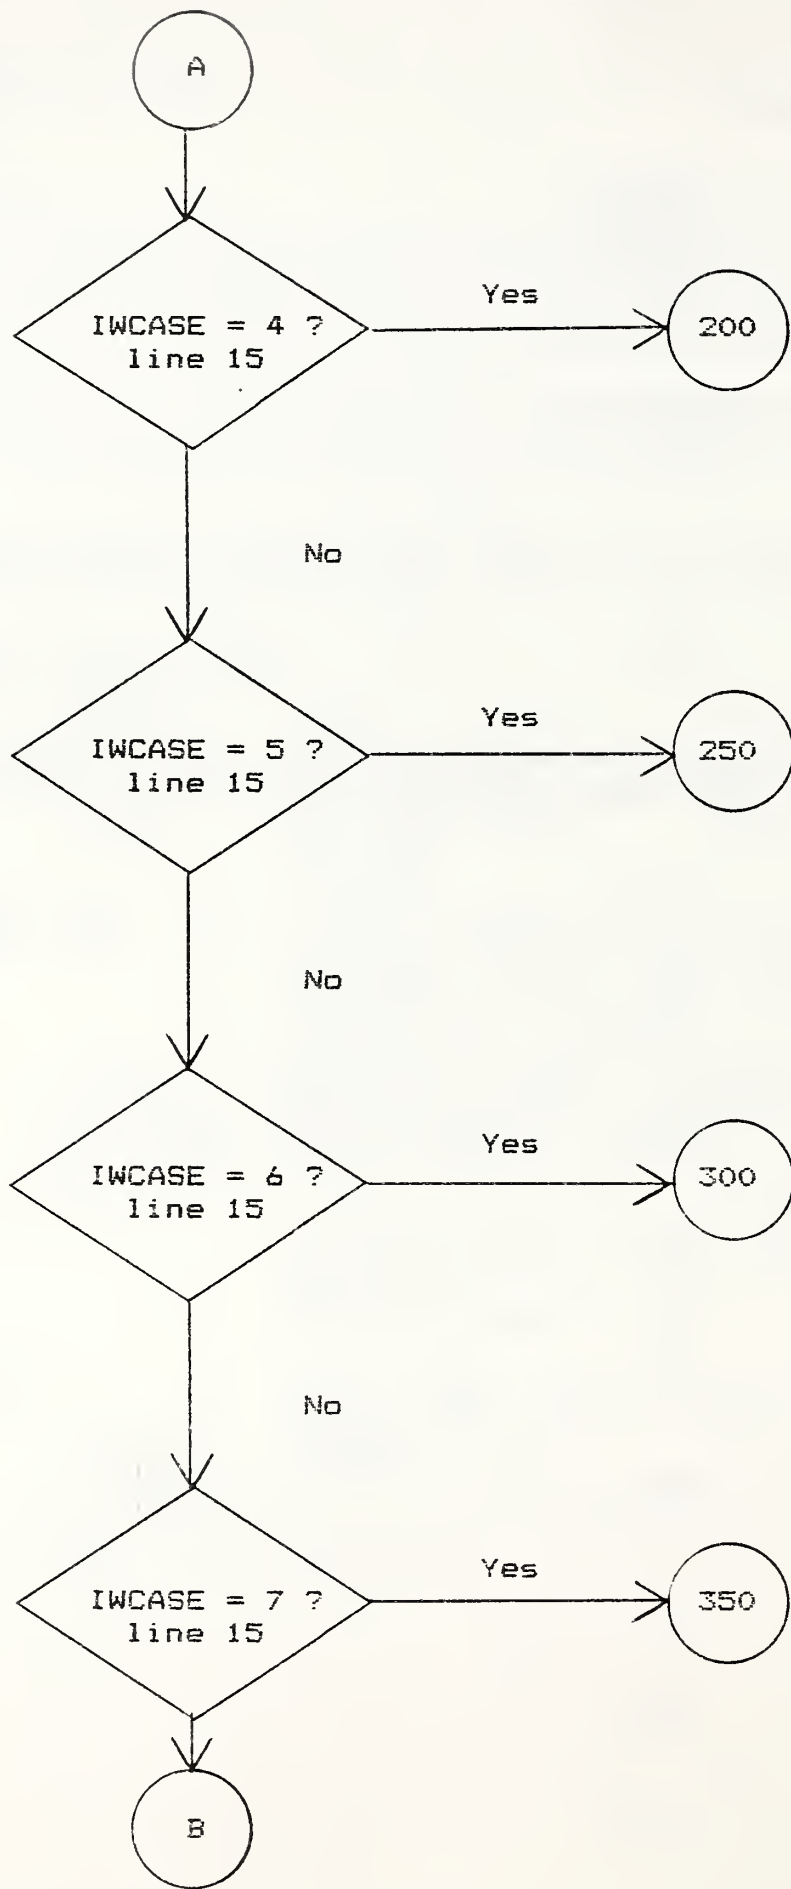 A
IWCASE = 4 ?
line 15
Yes
200
No
IWCASE = 5 ?
line 15
Yes
250
No
IWCASE = 6 ?
line 15
Yes
300
No
IWCASE = 7 ?
line 15
Yes
350
B